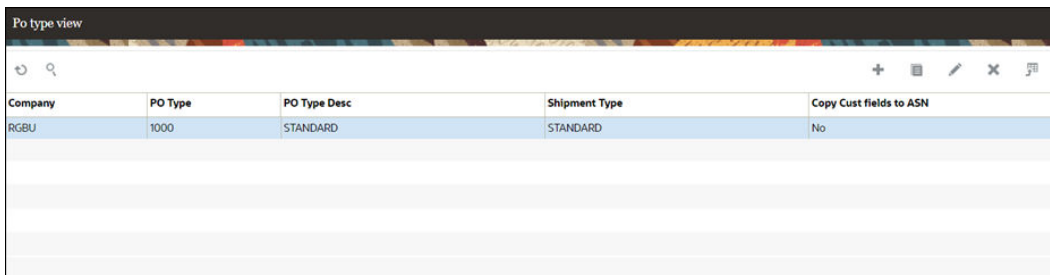 Po type view
Company PO Type PO Type Desc Shipment Type Copy Cust fields to ASN
RGBU 1000 STANDARD STANDARD No